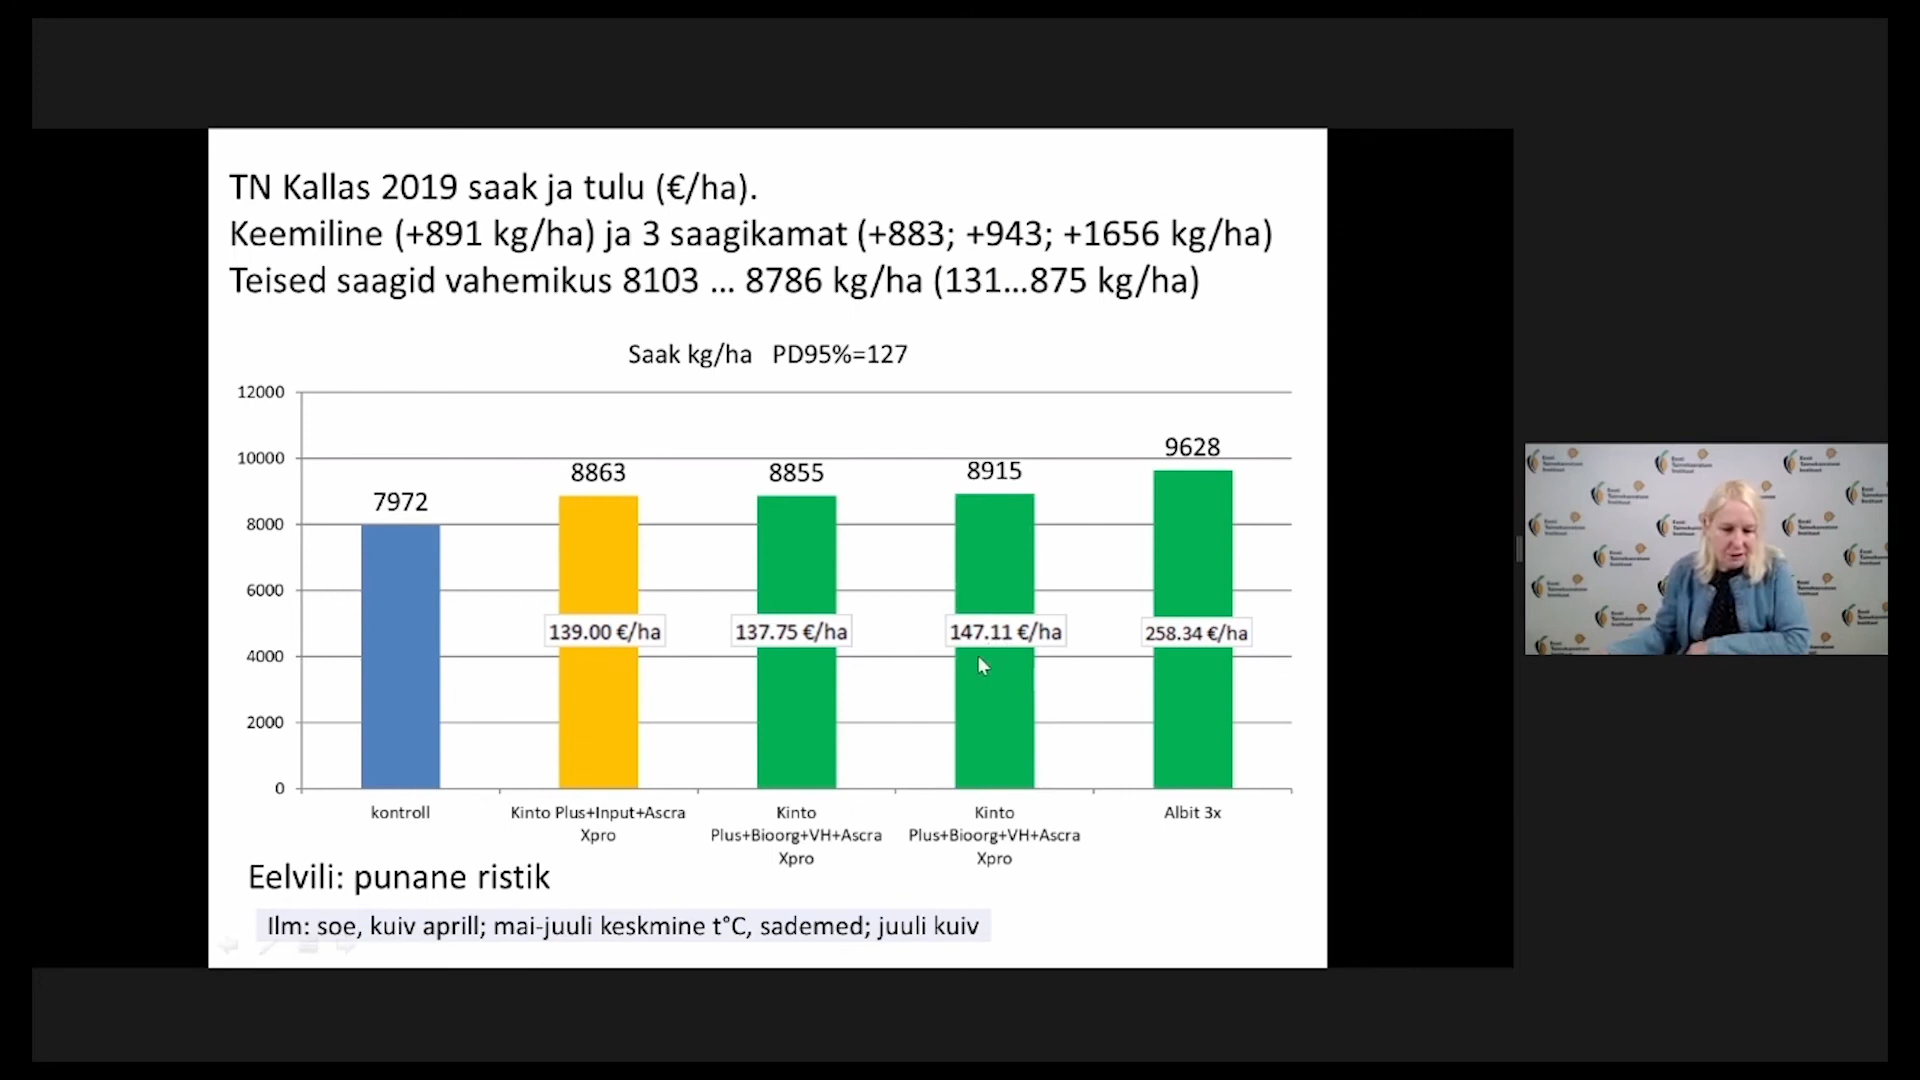 TN Kallas 2019 saak ja tulu (€/ha).
Keemiline (+891 kg/ha) ja 3 saagikamat (+883; +943; +1656 kg/ha)
Teised saagid vahemikus 8103 ... 8786 kg/ha (131...875 kg/ha)
Saak kg/ha PD95%=127
12000
10000
8000
6000
4000
2000
0
7972
8863
8855
8915
9628
139.00 €/ha
137.75 €/ha
147.11 €/ha
258.34 €/ha
kontroll
Kinto Plus+Input+Ascra
Xpro
Kinto
Plus+Bioorg+VH+Ascra
Xpro
Kinto
Plus+Bioorg+VH+Ascra
Xpro
Albit 3x
Eelvili: punane ristik
Ilm: soe, kuiv aprill; mai-juuli keskmine t°C, sademed; juuli kuiv
Eesti
Taimekasvatuse
Instituut